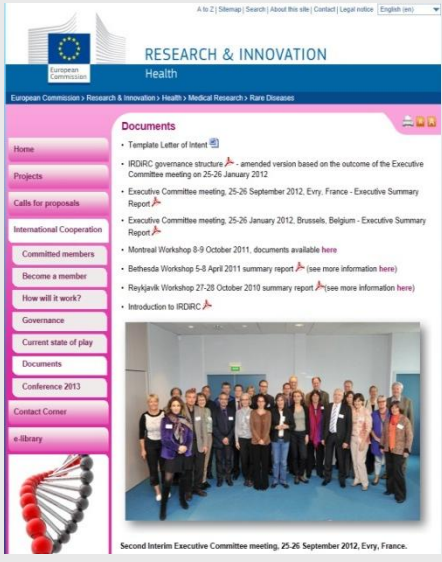 A to Z | Sitemap | Search | About this site | Contact | Legal notice English (en)
European
Commission
RESEARCH & INNOVATION
Health
European Commission > Research & Innovation > Health > Medical Research > Rare Diseases
Home
Projects
Calls for proposals
International Cooperation
Committed members
Become a member
How will it work?
Governance
Current state of play
Documents
Conference 2013
Contact Corner
e-library
Documents
• Template Letter of Intent
• IRDiRC governance structure - amended version based on the outcome of the Executive
Committee meeting on 25-26 January 2012
• Executive Committee meeting, 25-26 September 2012, Evry, France - Executive Summary
Report
• Executive Committee meeting, 25-26 January 2012, Brussels, Belgium - Executive Summary
Report
• Montreal Workshop 8-9 October 2011, documents available here
• Bethesda Workshop 5-8 April 2011 summary report (see more information here)
• Reykjavik Workshop 27-28 October 2010 summary report (see more information here)
• Introduction to IRDiRC
Second Interim Executive Committee meeting, 25-26 September 2012, Evry, France.